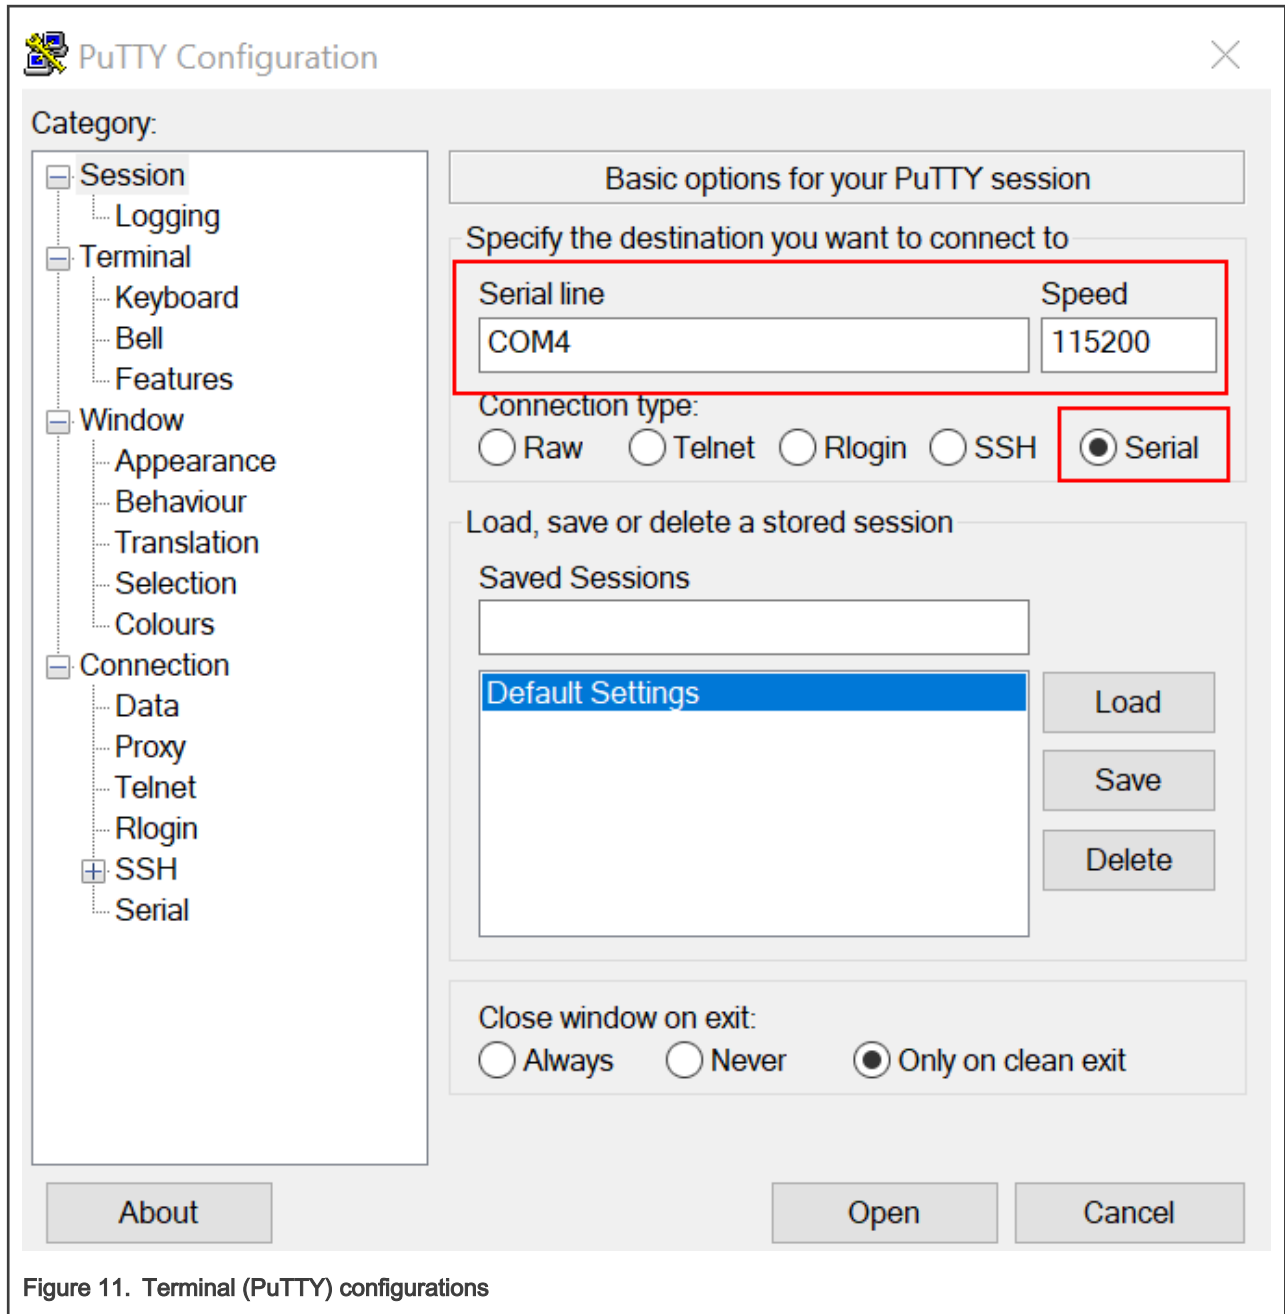 PuTTY Configuration
Category:
Session
Logging
Terminal
Keyboard
Bell
Features
Window
Appearance
Behaviour
Translation
Selection
Colours
Connection
Data
Proxy
Telnet
Rlogin
SSH
Serial
Basic options for your PuTTY session
Specify the destination you want to connect to
Serial line Speed
COM4 115200
Connection type:
Raw Telnet Rlogin SSH Serial
Load, save or delete a stored session
Saved Sessions
Default Settings
Load
Save
Delete
Close window on exit:
Always Never Only on clean exit
About Open Cancel
Figure 11. Terminal (PuTTY) configurations